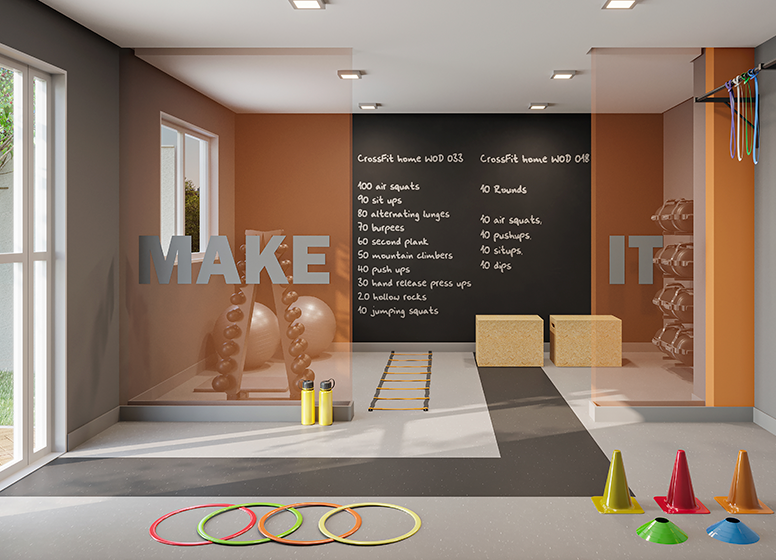 CrossFit home WOD 033
100 air squats
90 sit ups
80 alternating lunges
70 burpees
60 second plank
50 mountain climbers
40 push ups
30 hand release press ups
20 hollow rocks
10 jumping squats
CrossFit home WOD 018
10 Rounds
10 air squats,
10 pushups,
10 situps,
10 dips
MAKE IT